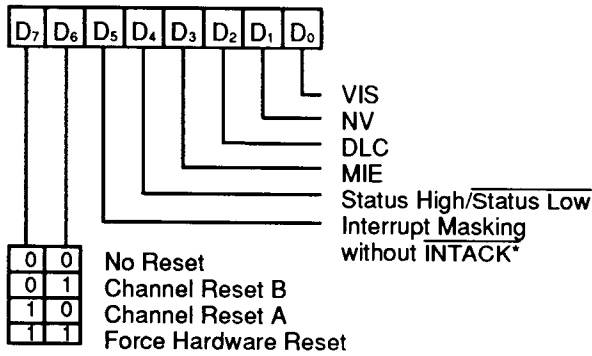 D₇ D₆ D₅ D₄ D₃ D₂ D₁ D₀
VIS
NV
DLC
MIE
Status High/Status Low
Interrupt Masking
without INTACK*
0 0 No Reset
0 1 Channel Reset B
1 0 Channel Reset A
1 1 Force Hardware Reset